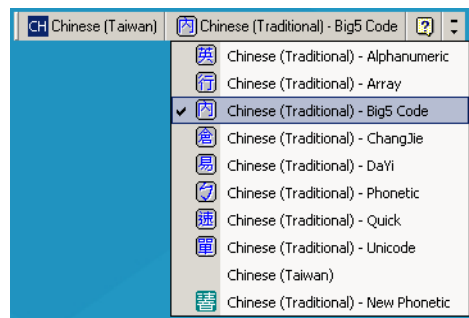 CH Chinese (Taiwan) 内 Chinese (Traditional) - Big5 Code ?
英 Chinese (Traditional) - Alphanumeric
行 Chinese (Traditional) - Array
内 Chinese (Traditional) - Big5 Code
倉 Chinese (Traditional) - ChangJie
易 Chinese (Traditional) - DaYi
ㄅ Chinese (Traditional) - Phonetic
速 Chinese (Traditional) - Quick
單 Chinese (Traditional) - Unicode
Chinese (Taiwan)
Chinese (Traditional) - New Phonetic